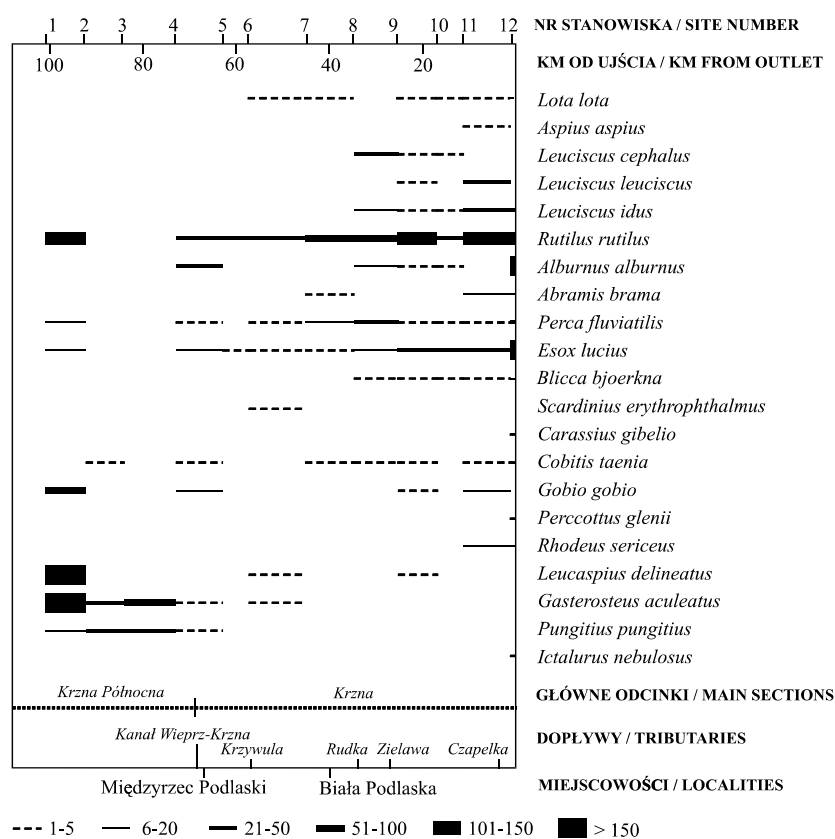 1 2 3 4 5 6 7 8 9 10 11 12 NR STANOWISKA / SITE NUMBER
100 80 60 40 20 KM OD UJŚCIA / KM FROM OUTLET
Lota lota
Aspius aspius
Leuciscus cephalus
Leuciscus leuciscus
Leuciscus idus
Rutilus rutilus
Alburnus alburnus
Abramis brama
Perca fluviatilis
Esox lucius
Blicca bjoerkna
Scardinius erythrophthalmus
Carassius gibelio
Cobitis taenia
Gobio gobio
Perccottus glenii
Rhodeus sericeus
Leucaspius delineatus
Gasterosteus aculeatus
Pungitius pungitius
Ictalurus nebulosus
Krzna Północna Krzna GŁÓWNE ODCINKI / MAIN SECTIONS
Kanał Wieprz-Krzna DOPŁYWY / TRIBUTARIES
Krzywula Rudka Zielawa Czapelka
Międzyrzec Podlaski Biała Podlaska MIEJSCOWOŚCI / LOCALITIES
1-5 6-20 21-50 51-100 101-150 > 150